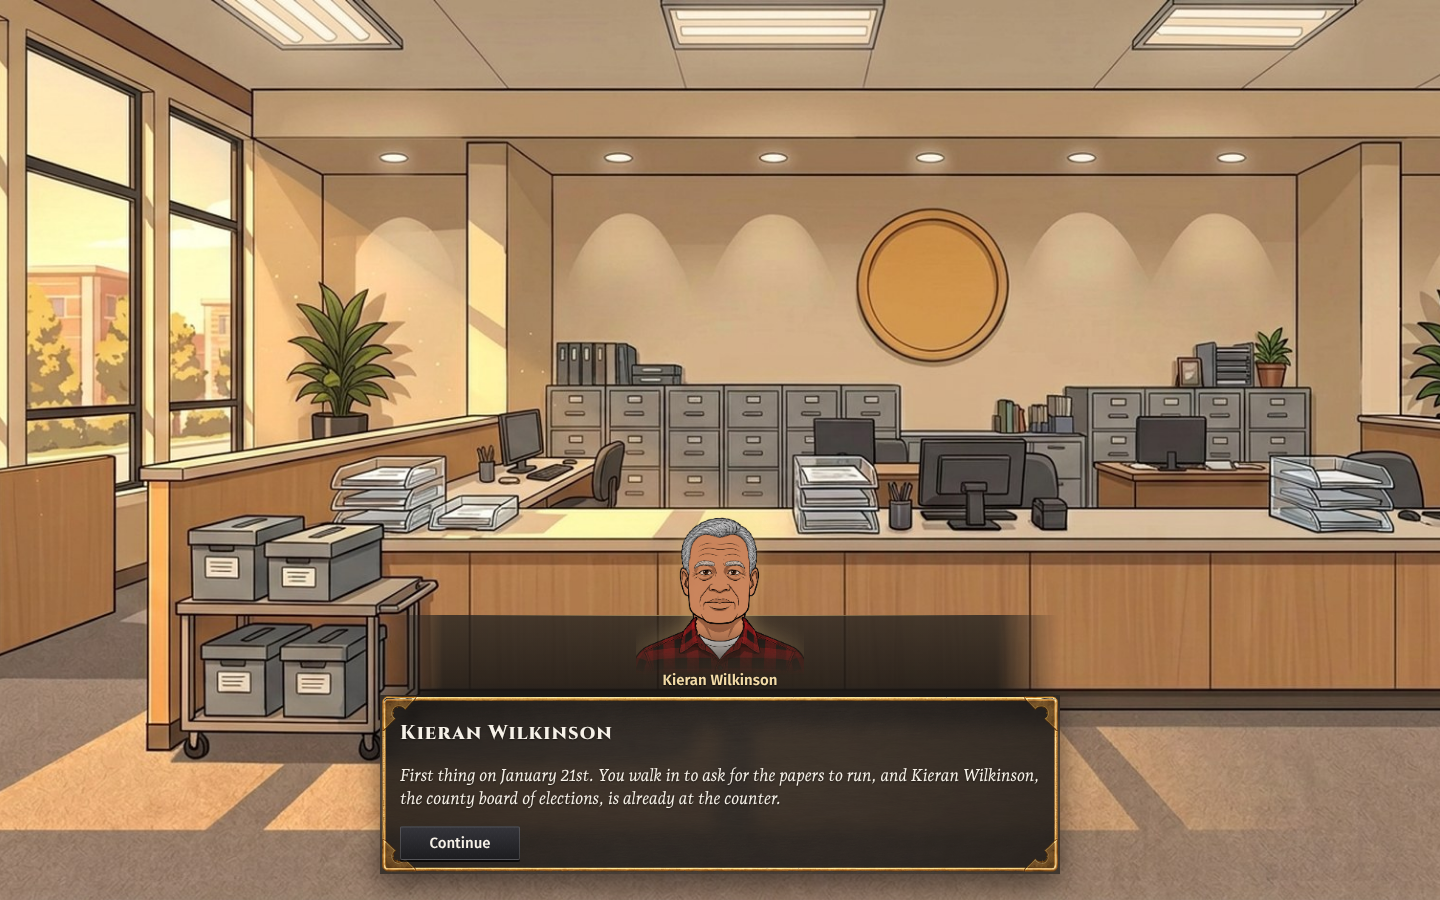 Kieran Wilkinson
Kieran Wilkinson
First thing on January 21st. You walk in to ask for the papers to run, and Kieran Wilkinson,
the county board of elections, is already at the counter.
Continue